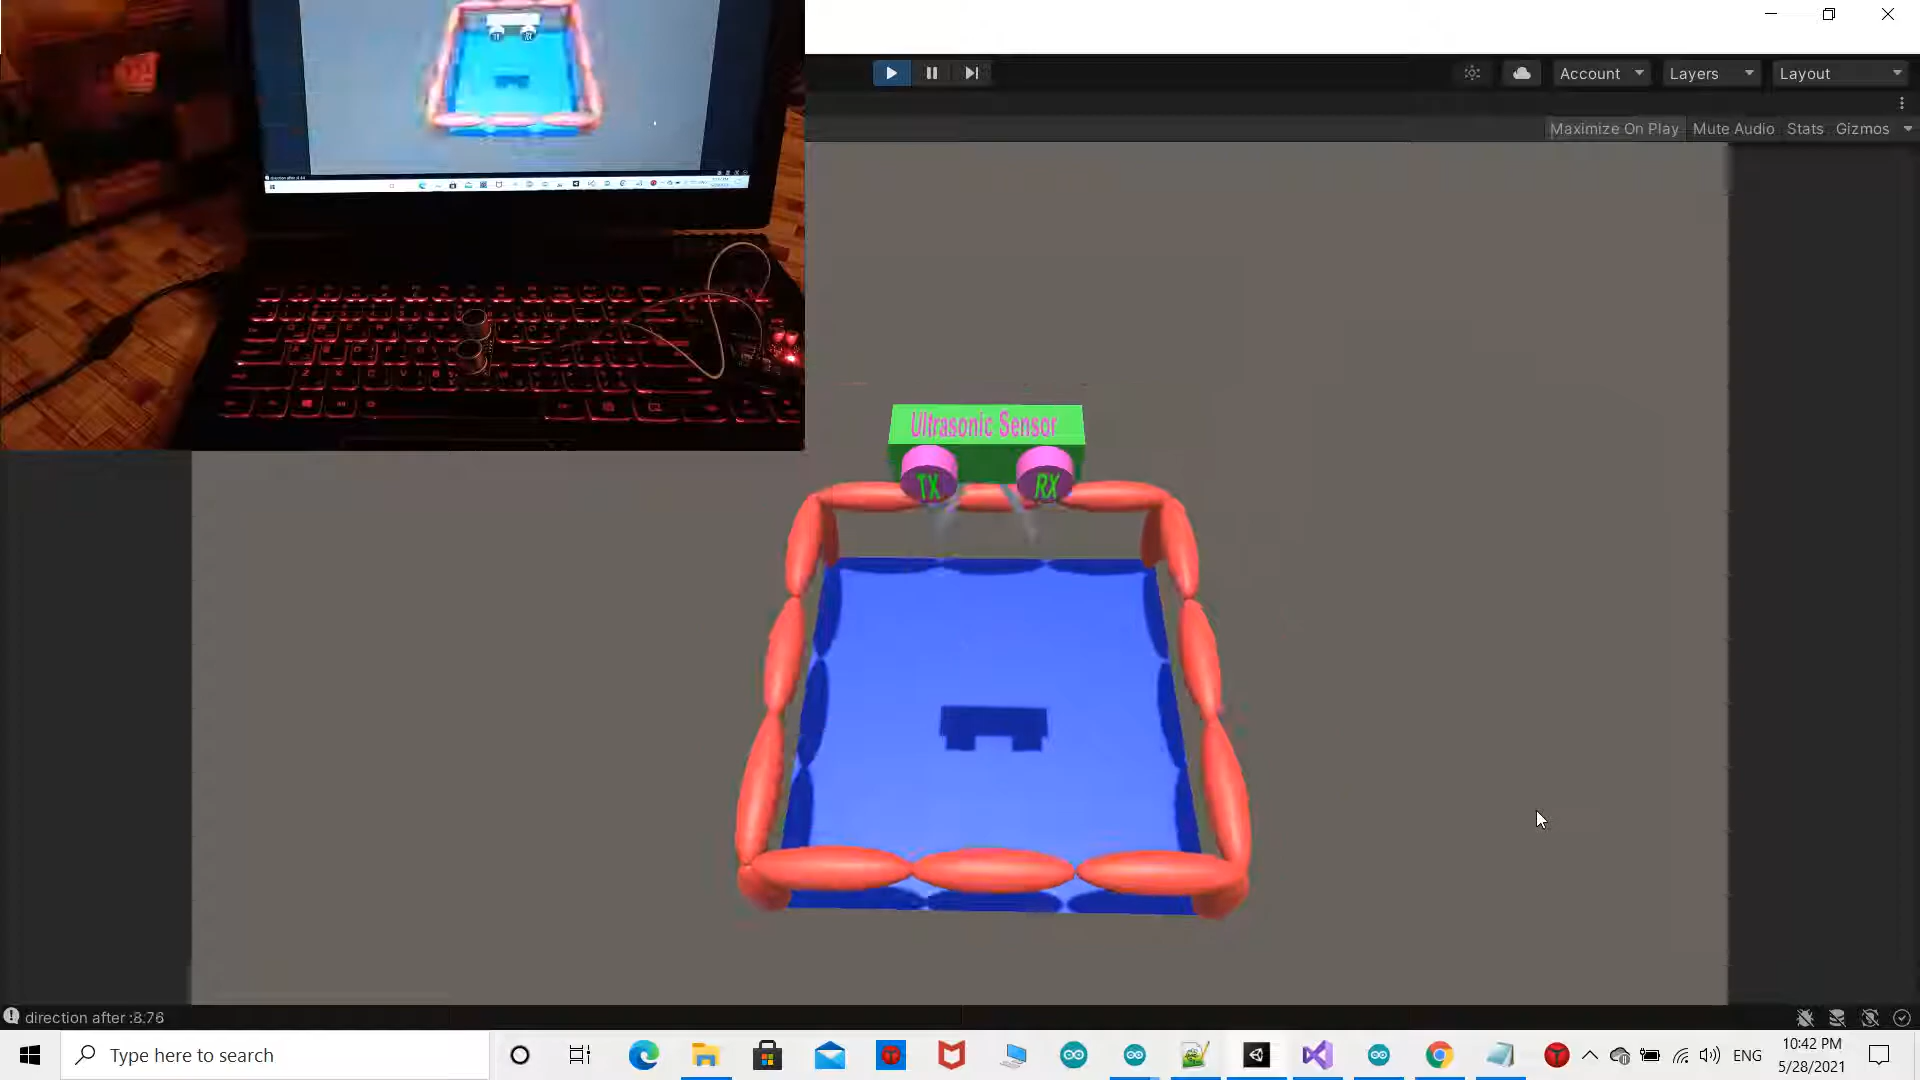 Account
Layers
Layout
Maximize On Play
Mute Audio
Stats
Gizmos
Ultrasonic Sensor
TX
RX
direction after :8.76
Type here to search
ENG
10:42 PM
5/28/2021